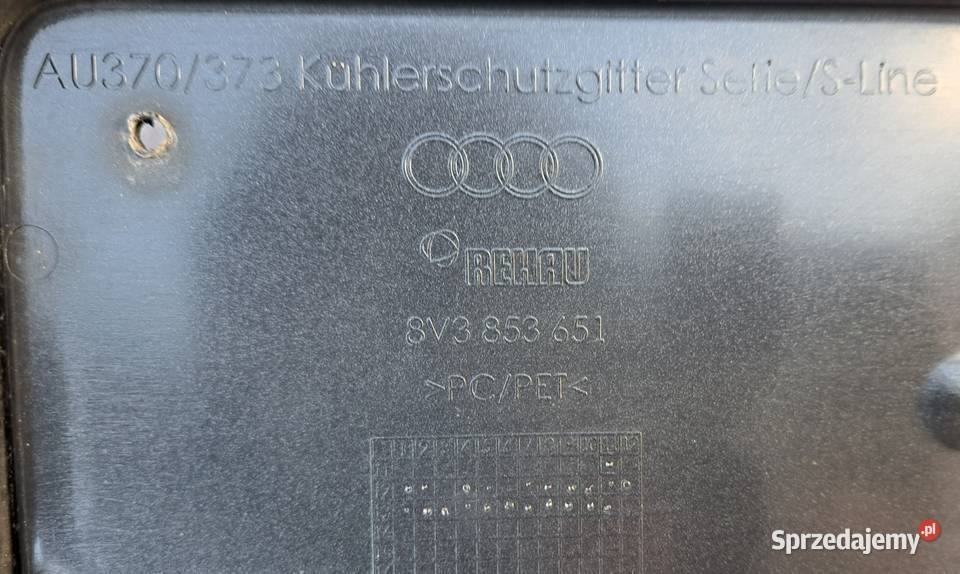 AU370/373 Kühlerschutzgitter Serie/S-Line
REHAU
8V3 853 651
>PC/PET<
Sprzedajemy.pl